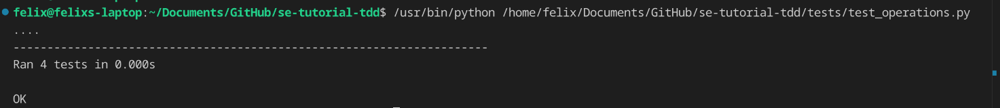 felix@felixs-laptop:~/Documents/GitHub/se-tutorial-tdd$ /usr/bin/python /home/felix/Documents/GitHub/se-tutorial-tdd/tests/test_operations.py
....
----------------------------------------------------------------------
Ran 4 tests in 0.000s
OK